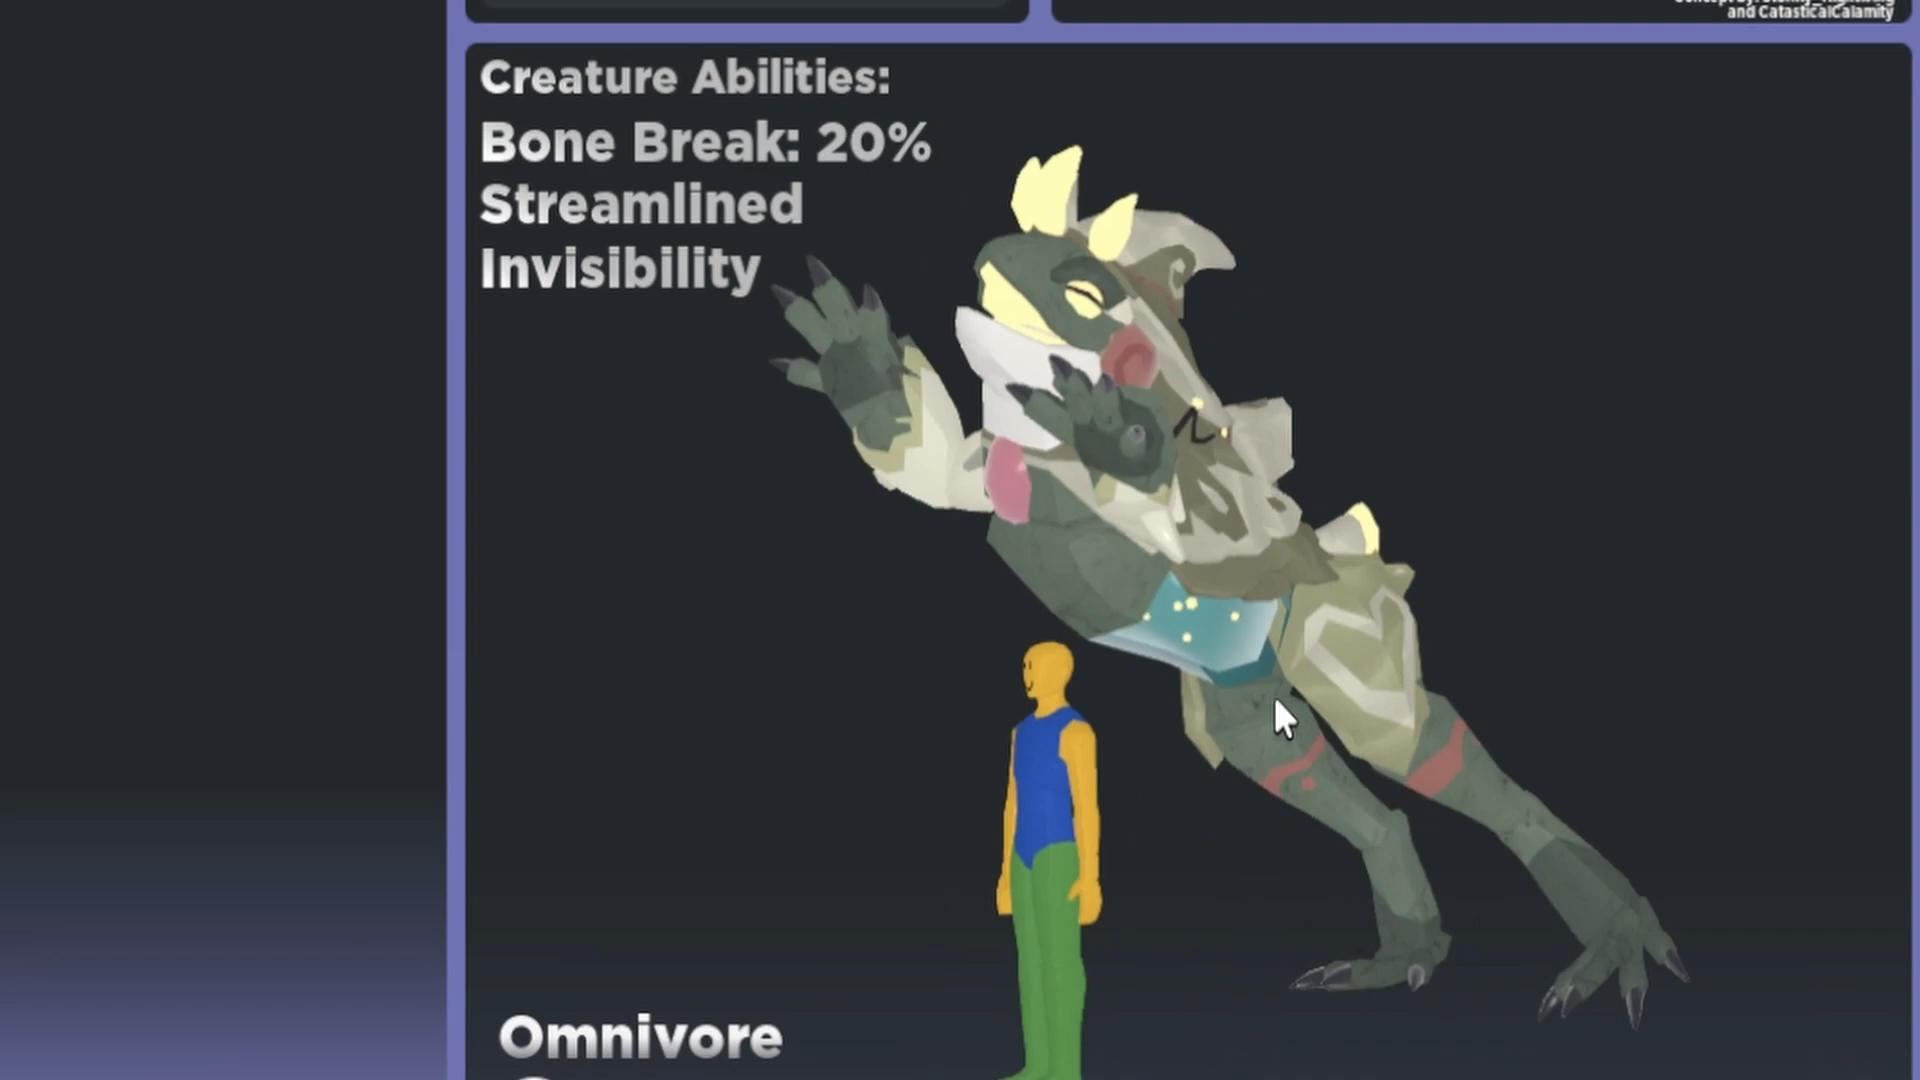 and CatasticalCalamity
Creature Abilities:
Bone Break: 20%
Streamlined
Invisibility
Omnivore